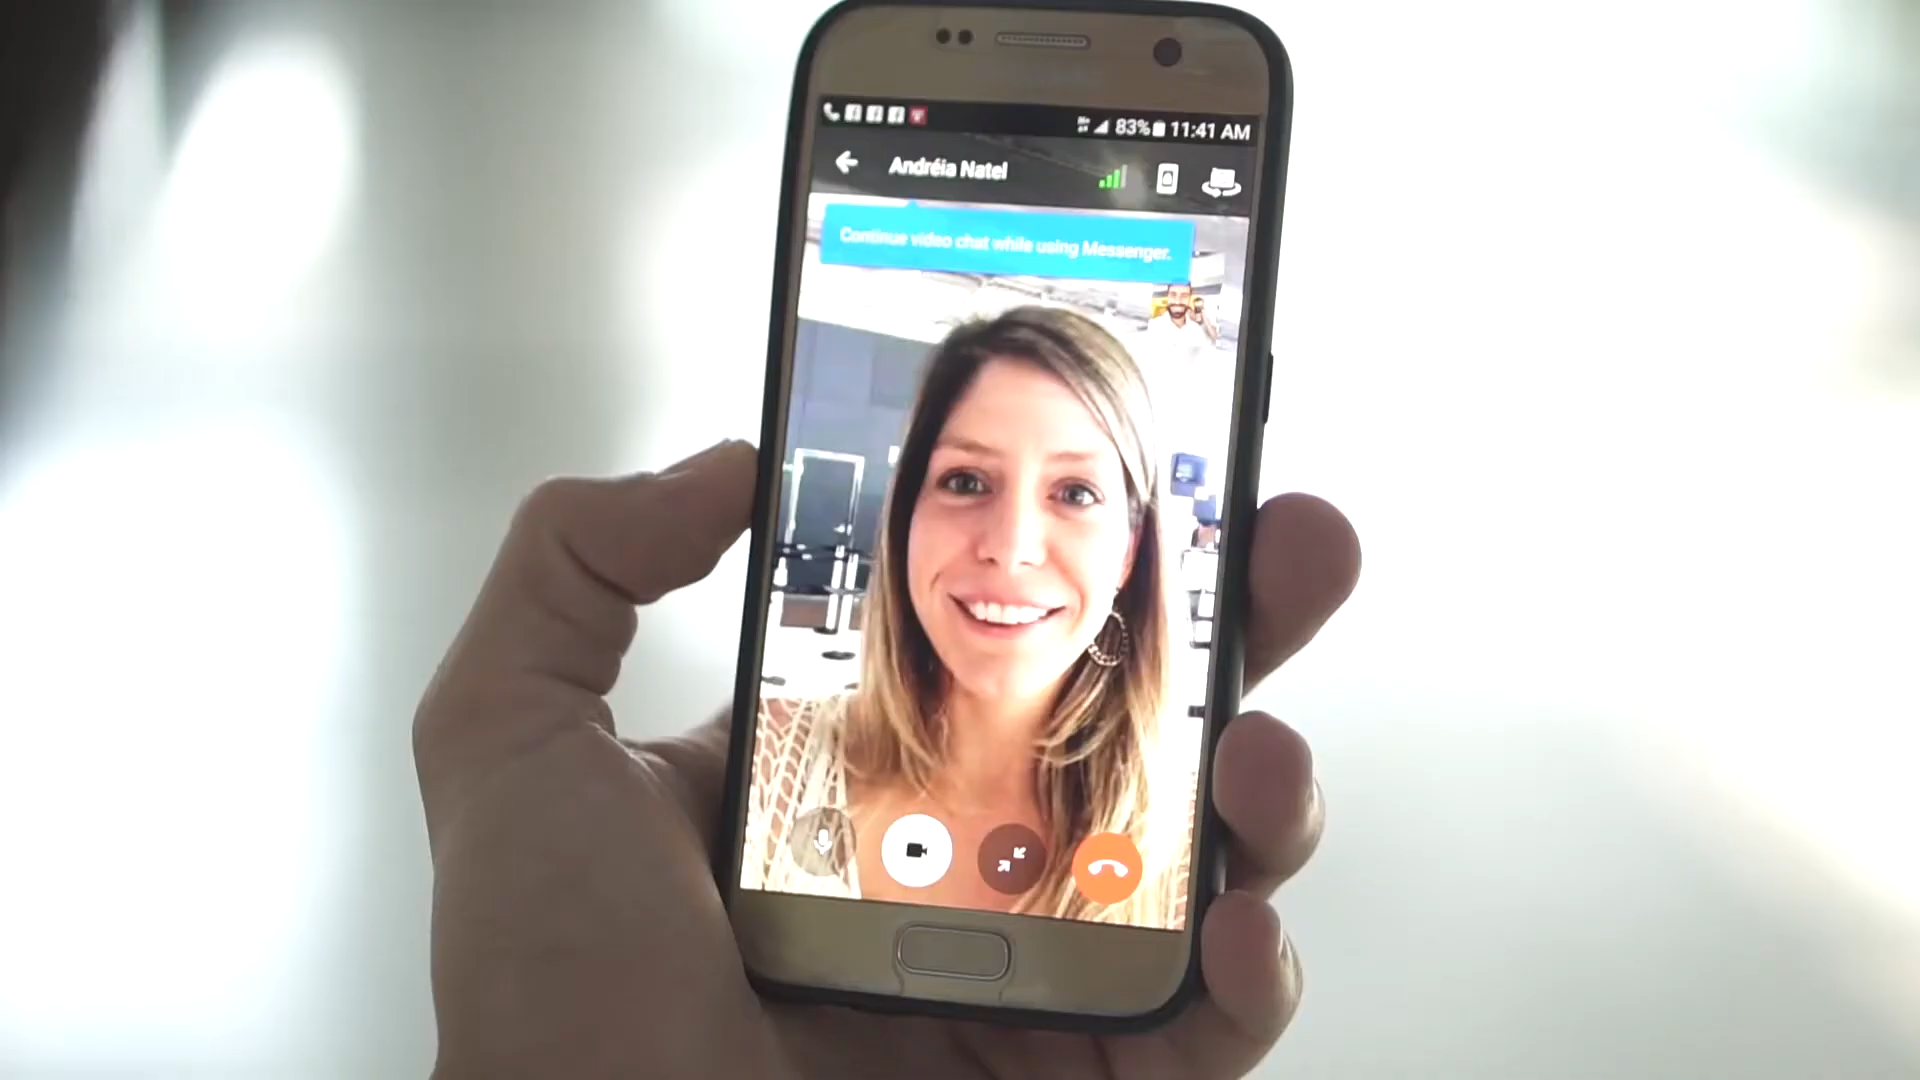 83% 11:41 AM
Andréia Natel
Continue video chat while using Messenger.